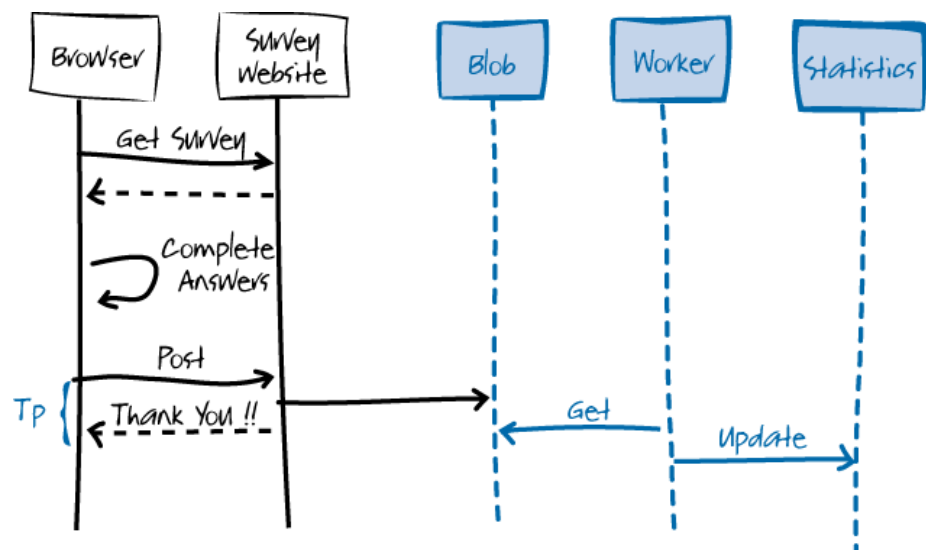 Browser
Survey
Website
Blob
Worker
Statistics
Get Survey
Complete
Answers
Post
Tp
Thank You !!
Get
Update